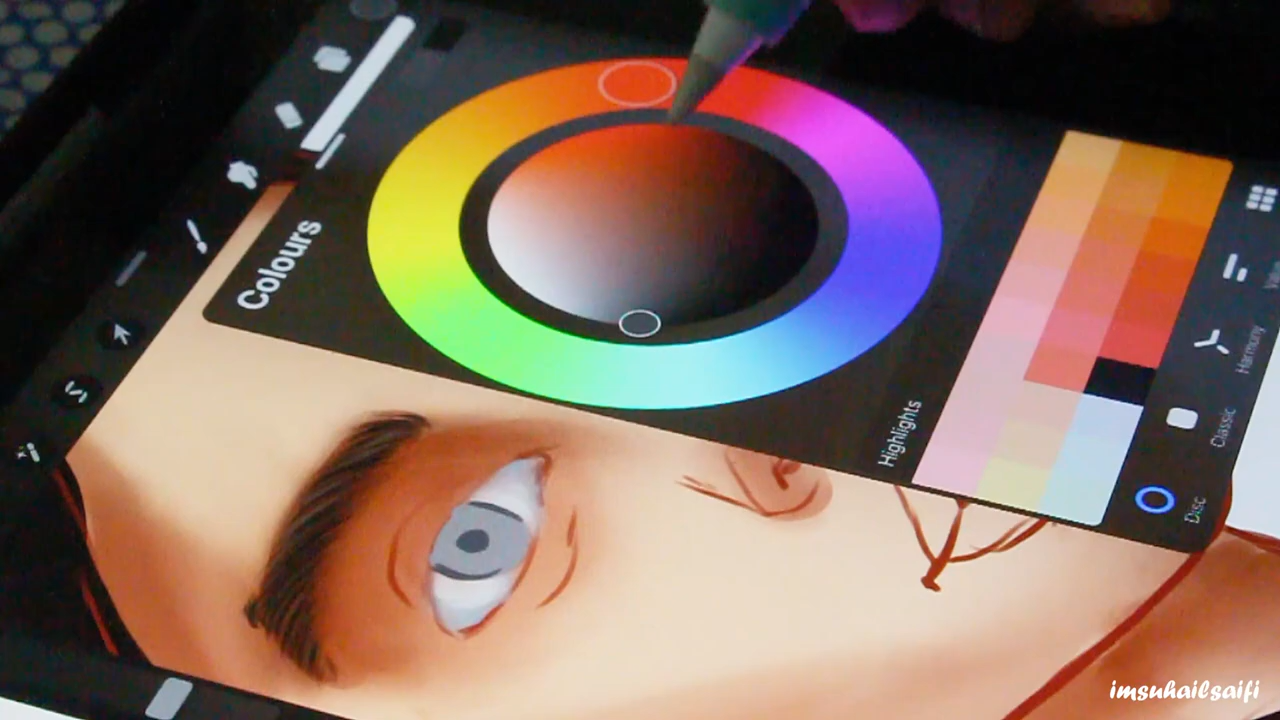 Colours
Highlights
Disc
Classic
Harmony
imsuhailsaifi